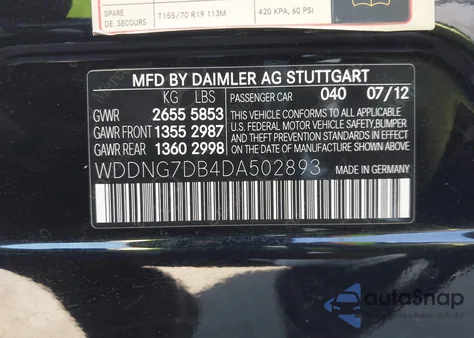 SPARE
DE SECOURS
T155/70 R19 113M
420 KPA, 60 PSI
MFD BY DAIMLER AG STUTTGART
KG LBS
PASSENGER CAR 040 07/12
GVWR 2655 5853
GAWR FRONT 1355 2987
GAWR REAR 1360 2998
THIS VEHICLE CONFORMS TO ALL APPLICABLE
U.S. FEDERAL MOTOR VEHICLE SAFETY,BUMPER
AND THEFT PREVENTION STANDARDS IN EFFECT
ON THE DATE OF MANUFACTURE SHOWN ABOVE.
WDDNG7DB4DA502893
MADE IN GERMANY
autoSnap